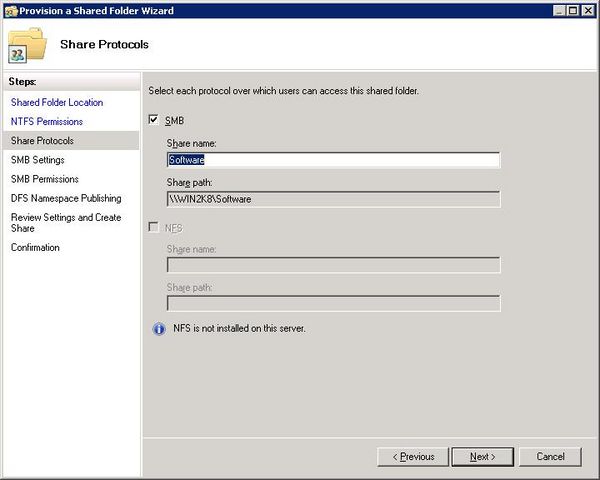 Provision a Shared Folder Wizard
Share Protocols
Steps:
Shared Folder Location
NTFS Permissions
Share Protocols
SMB Settings
SMB Permissions
DFS Namespace Publishing
Review Settings and Create
Share
Confirmation
Select each protocol over which users can access this shared folder.
SMB
Share name:
Software
Share path:
\\WIN2K8\Software
NFS
Share name:
Share path:
NFS is not installed on this server.
< Previous
Next >
Cancel